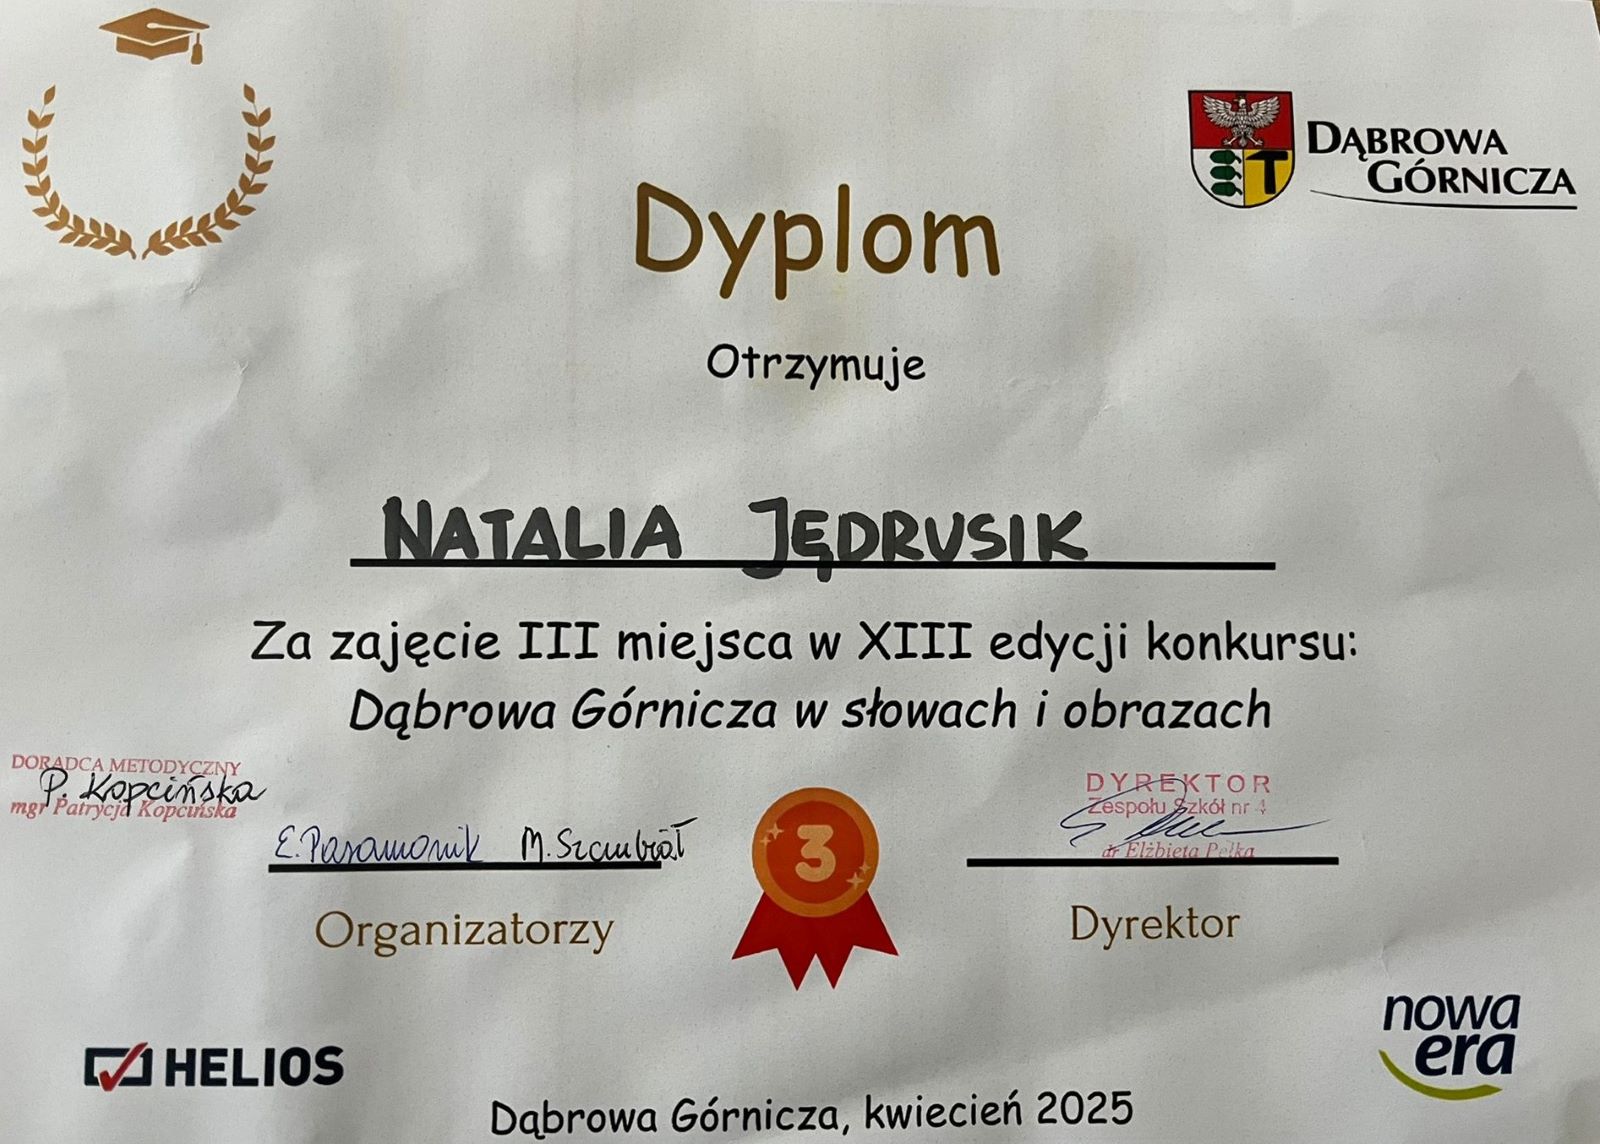 DĄBROWA
GÓRNICZA
Dyplom
Otrzymuje
NATALIA JĘDRUSIK
Za zajęcie III miejsca w XIII edycji konkursu:
Dąbrowa Górnicza w słowach i obrazach
DORADCA METODYCZNY
P. Kopcińska
mgr Patrycja Kopcińska
E. Pasamonik M. Szembrał
Organizatorzy
3
DYREKTOR
Zespołu Szkół nr 4
dr Elżbieta Pełka
Dyrektor
HELIOS
nowa
era
Dąbrowa Górnicza, kwiecień 2025